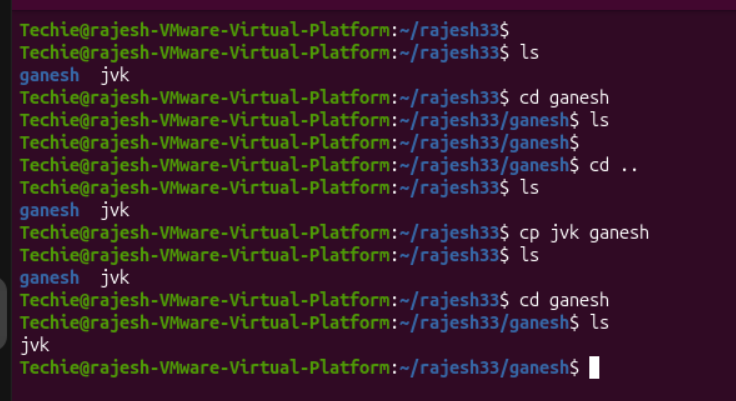 Techie@rajesh-VMware-Virtual-Platform:~/rajesh33$
Techie@rajesh-VMware-Virtual-Platform:~/rajesh33$ ls
ganesh  jvk
Techie@rajesh-VMware-Virtual-Platform:~/rajesh33$ cd ganesh
Techie@rajesh-VMware-Virtual-Platform:~/rajesh33/ganesh$ ls
Techie@rajesh-VMware-Virtual-Platform:~/rajesh33/ganesh$
Techie@rajesh-VMware-Virtual-Platform:~/rajesh33/ganesh$ cd ..
Techie@rajesh-VMware-Virtual-Platform:~/rajesh33$ ls
ganesh  jvk
Techie@rajesh-VMware-Virtual-Platform:~/rajesh33$ cp jvk ganesh
Techie@rajesh-VMware-Virtual-Platform:~/rajesh33$ ls
ganesh  jvk
Techie@rajesh-VMware-Virtual-Platform:~/rajesh33$ cd ganesh
Techie@rajesh-VMware-Virtual-Platform:~/rajesh33/ganesh$ ls
jvk
Techie@rajesh-VMware-Virtual-Platform:~/rajesh33/ganesh$